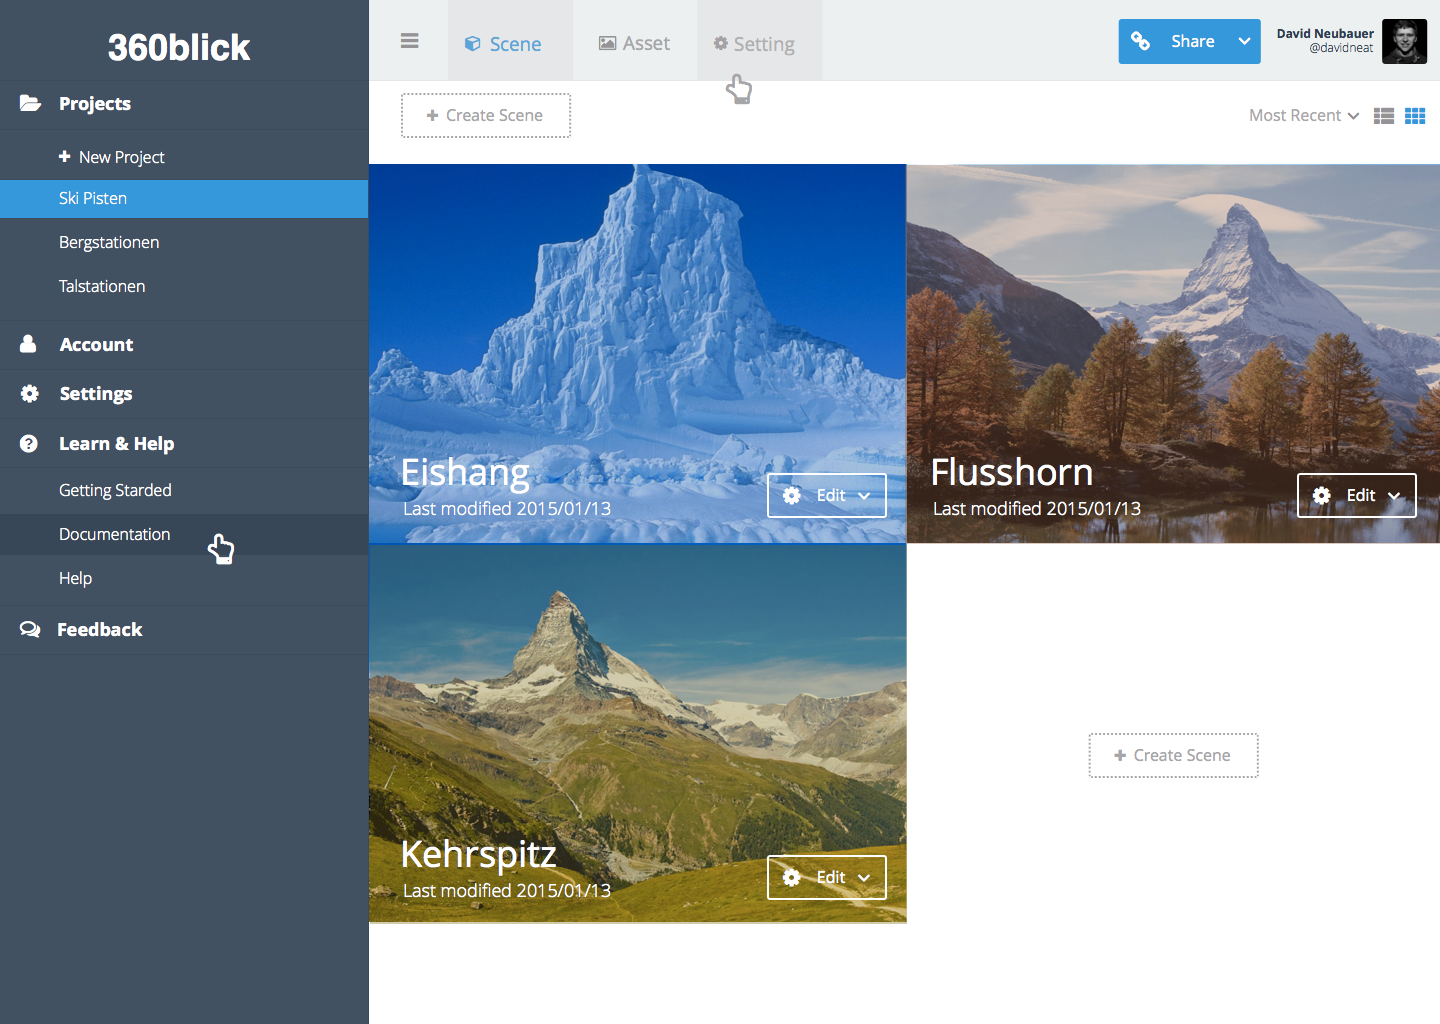 360blick
Projects
New Project
Ski Pisten
Bergstationen
Talstationen
Account
Settings
Learn & Help
Getting Starded
Documentation
Help
Feedback
Scene
Asset
Setting
Share
David Neubauer
@davidneat
Create Scene
Most Recent
Eishang
Last modified 2015/01/13
Edit
Flusshorn
Last modified 2015/01/13
Edit
Kehrspitz
Last modified 2015/01/13
Edit
Create Scene